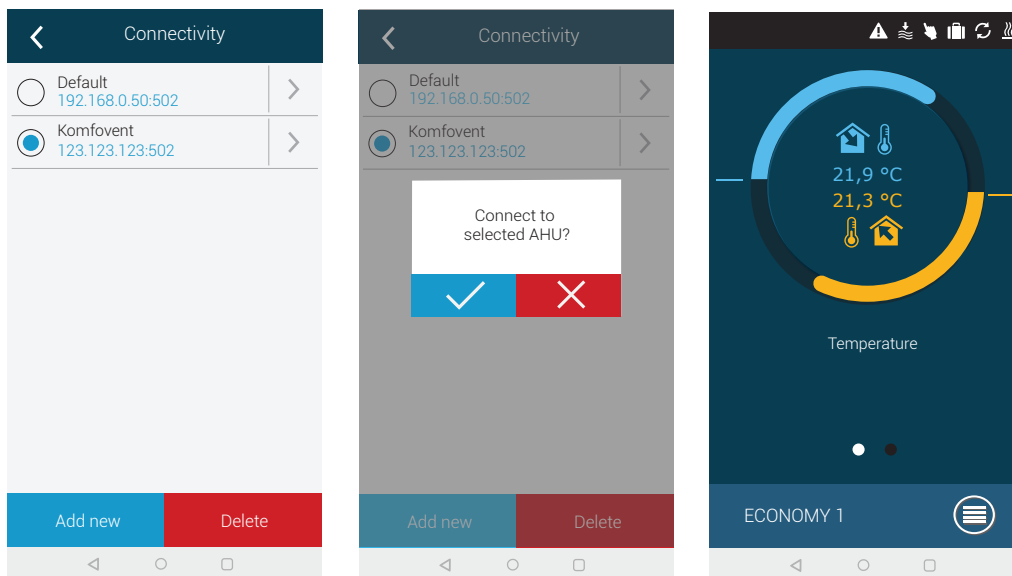 Connectivity
Default
192.168.0.50:502
Komfovent
123.123.123:502
Add new
Delete
Connectivity
Default
192.168.0.50:502
Komfovent
123.123.123:502
Connect to
selected AHU?
Add new
Delete
21,9 °C
21,3 °C
Temperature
ECONOMY 1